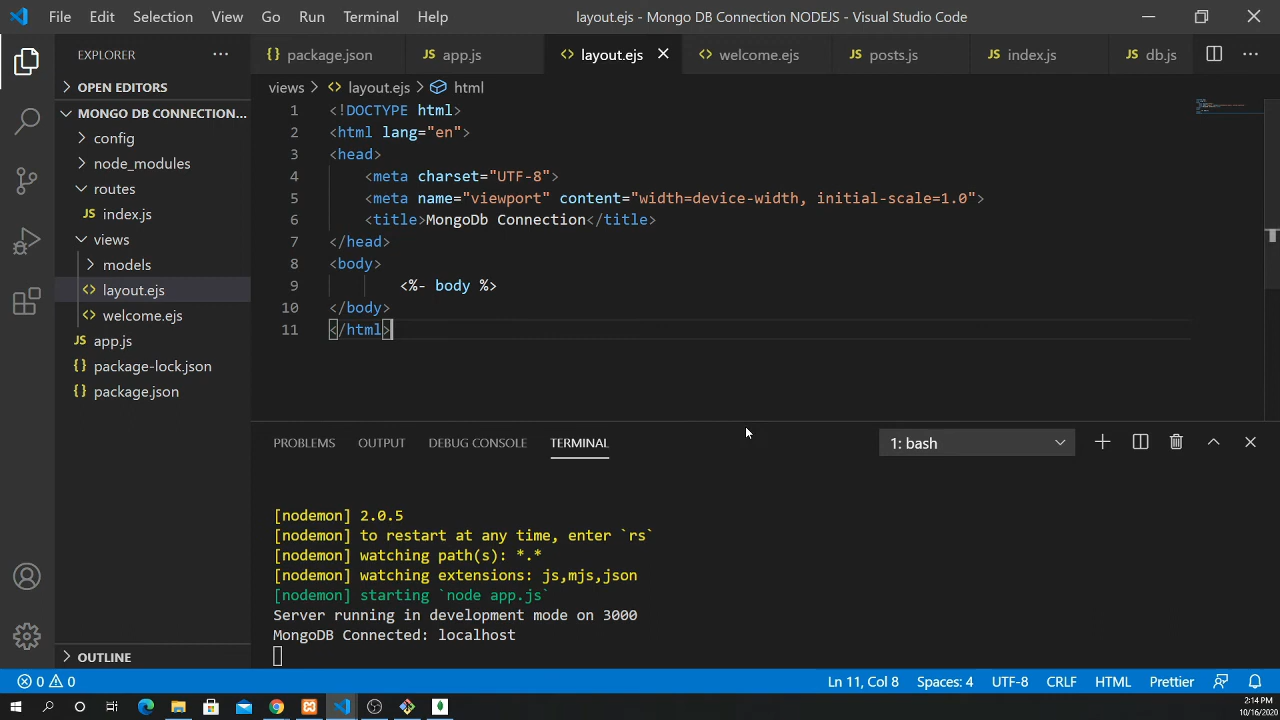 File Edit Selection View Go Run Terminal Help layout.ejs - Mongo DB Connection NODEJS - Visual Studio Code
EXPLORER
OPEN EDITORS
MONGO DB CONNECTION...
config
node_modules
routes
JS index.js
views
models
<> layout.ejs
<> welcome.ejs
JS app.js
{} package-lock.json
{} package.json
OUTLINE
{} package.json JS app.js <> layout.ejs <> welcome.ejs JS posts.js JS index.js JS db.js
views > <> layout.ejs > html
1 <!DOCTYPE html>
2 <html lang="en">
3 <head>
4 <meta charset="UTF-8">
5 <meta name="viewport" content="width=device-width, initial-scale=1.0">
6 <title>MongoDb Connection</title>
7 </head>
8 <body>
9 <%- body %>
10 </body>
11 </html>
PROBLEMS OUTPUT DEBUG CONSOLE TERMINAL 1: bash
[nodemon] 2.0.5
[nodemon] to restart at any time, enter `rs`
[nodemon] watching path(s): *.*
[nodemon] watching extensions: js,mjs,json
[nodemon] starting `node app.js`
Server running in development mode on 3000
MongoDB Connected: localhost
0 0 Ln 11, Col 8 Spaces: 4 UTF-8 CRLF HTML Prettier
2:14 PM
10/16/2020